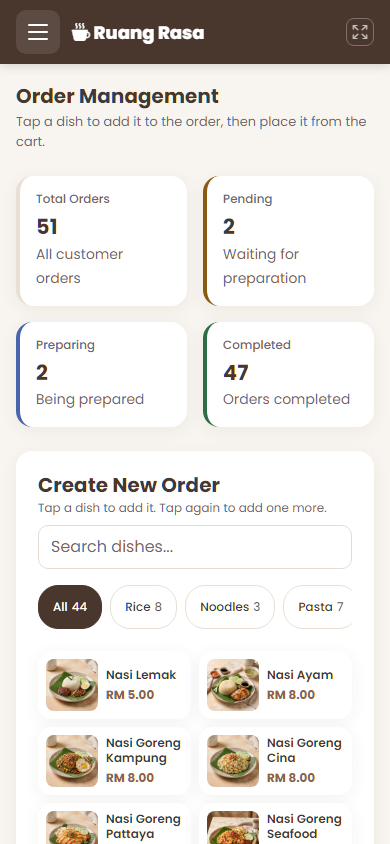 Ruang Rasa
Order Management
Tap a dish to add it to the order, then place it from the
cart.
Total Orders
51
All customer
orders
Pending
2
Waiting for
preparation
Preparing
2
Being prepared
Completed
47
Orders completed
Create New Order
Tap a dish to add it. Tap again to add one more.
Search dishes...
All 44
Rice 8
Noodles 3
Pasta 7
Nasi Lemak
RM 5.00
Nasi Ayam
RM 8.00
Nasi Goreng
Kampung
RM 8.00
Nasi Goreng
Cina
RM 8.00
Nasi Goreng
Pattaya
Nasi Goreng
Seafood